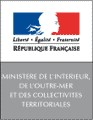 Liberté • Égalité • Fraternité
RÉPUBLIQUE FRANÇAISE
MINISTÈRE DE L'INTÉRIEUR,
DE L'OUTRE-MER
ET DES COLLECTIVITÉS
TERRITORIALES